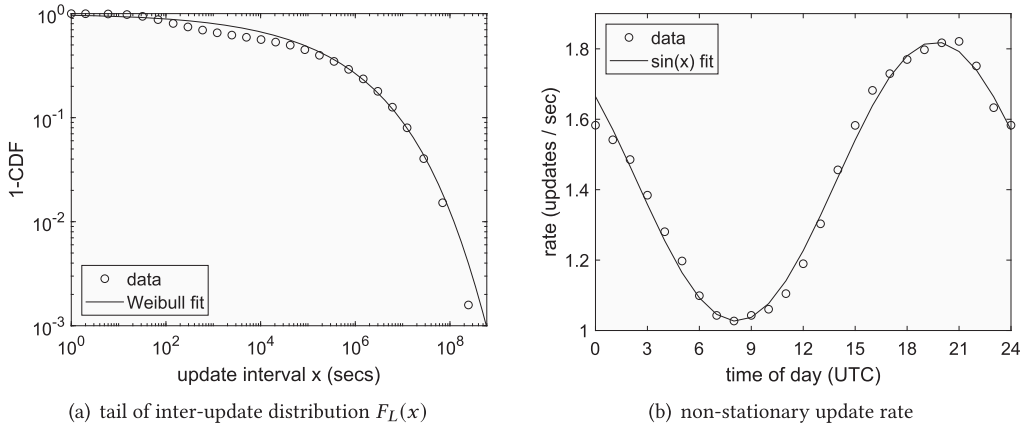 10^0
10^-1
10^-2
10^-3
1-CDF
data
Weibull fit
10^0 10^2 10^4 10^6 10^8
update interval x (secs)
(a) tail of inter-update distribution F_L(x)
1.8
1.6
1.4
1.2
1
rate (updates / sec)
data
sin(x) fit
0 3 6 9 12 15 18 21 24
time of day (UTC)
(b) non-stationary update rate